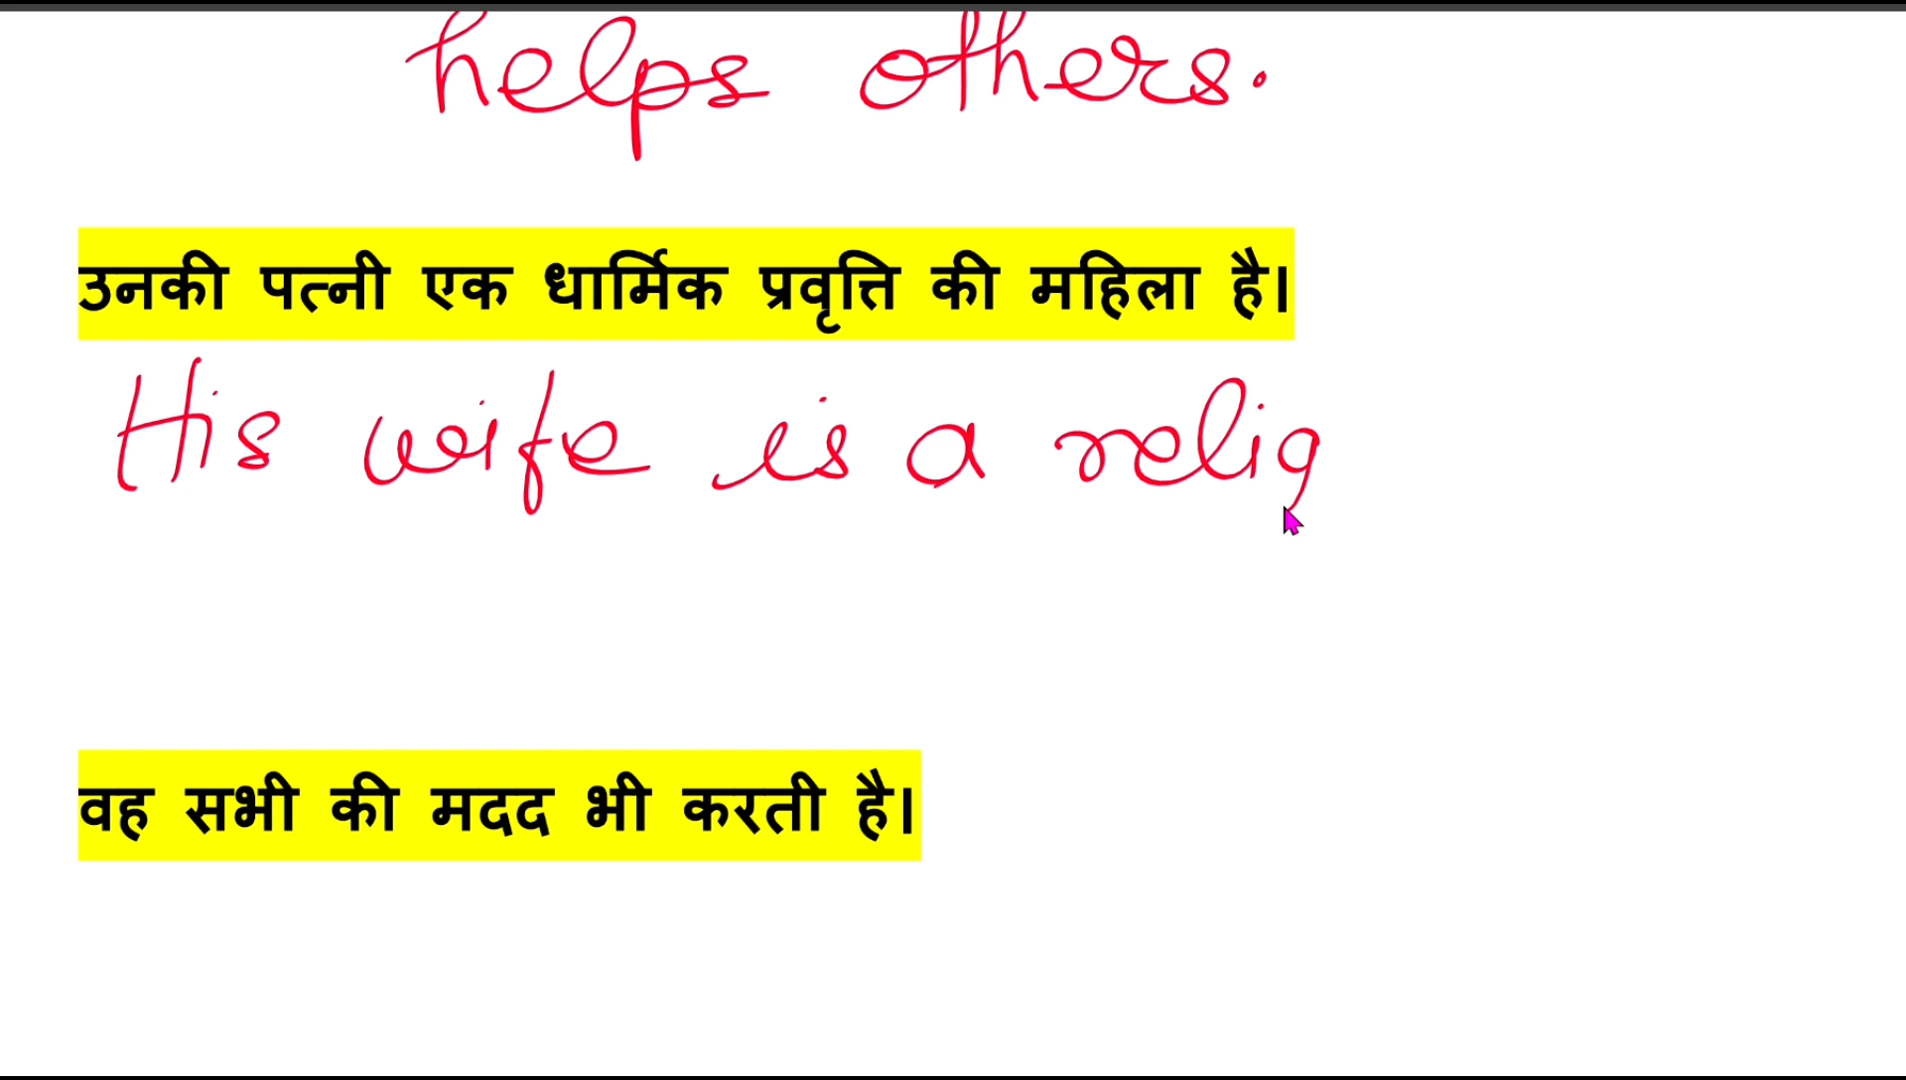 helps others.
उनकी पत्नी एक धार्मिक प्रवृत्ति की महिला है।
His wife is a relig
वह सभी की मदद भी करती है।